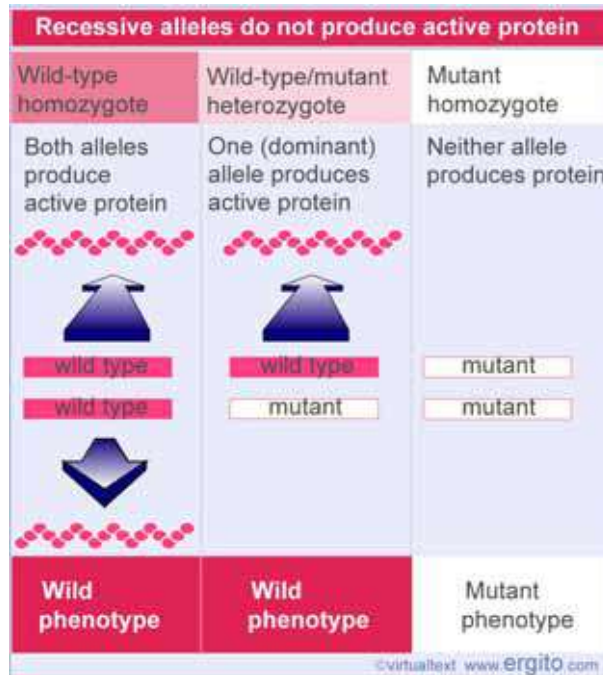 Recessive alleles do not produce active protein
Wild-type
homozygote
Wild-type/mutant
heterozygote
Mutant
homozygote
Both alleles
produce
active protein
One (dominant)
allele produces
active protein
Neither allele
produces protein
wild type
wild type
wild type
mutant
mutant
mutant
Wild
phenotype
Wild
phenotype
Mutant
phenotype
©virtualtext www.ergito.com